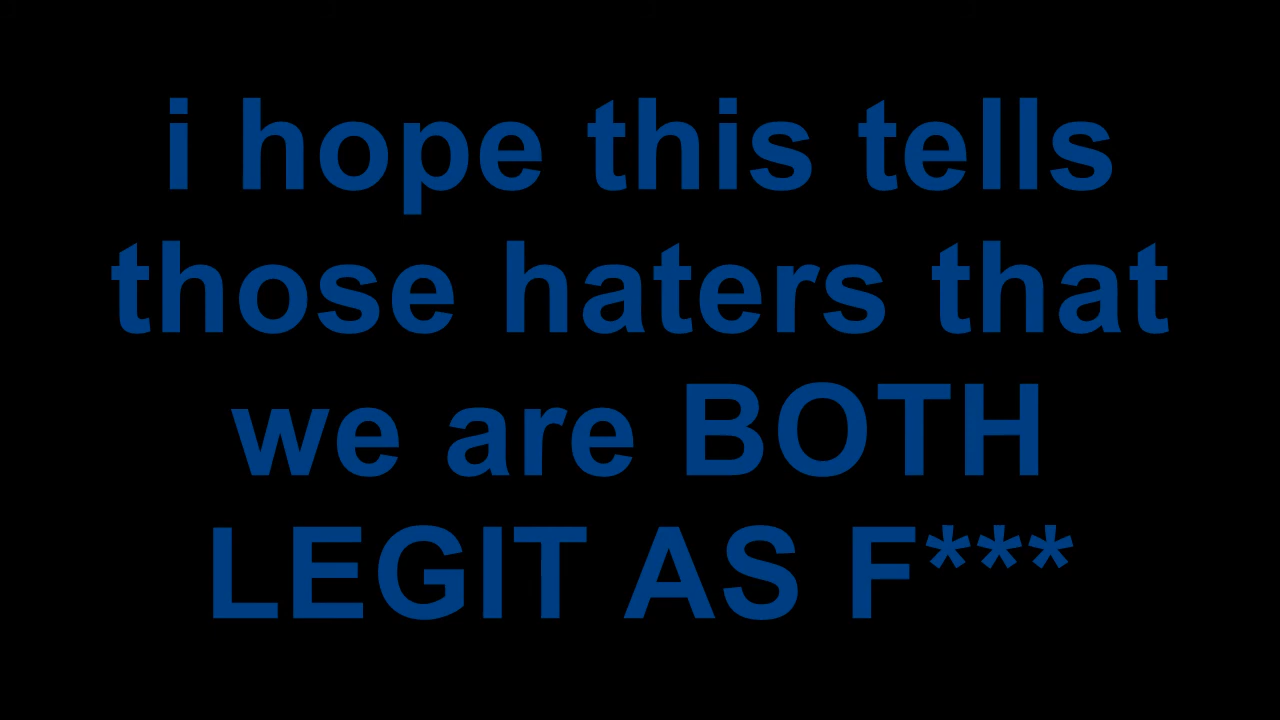 i hope this tells
those haters that
we are BOTH
LEGIT AS F***